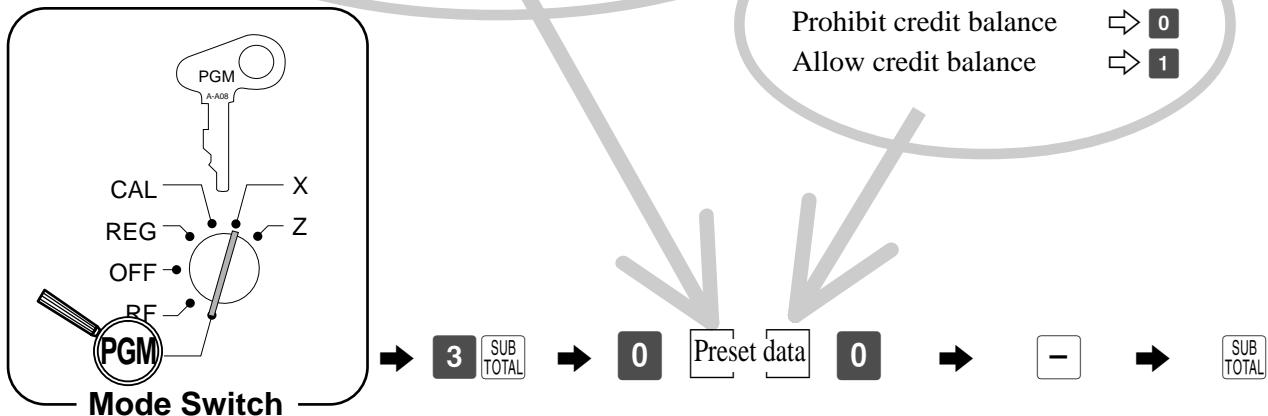 Prohibit credit balance ⇨ 0
Allow credit balance ⇨ 1
PGM
A-A08
CAL
X
REG
Z
OFF
RF
PGM
3 SUB TOTAL 0 Preset data 0 – SUB TOTAL
Mode Switch